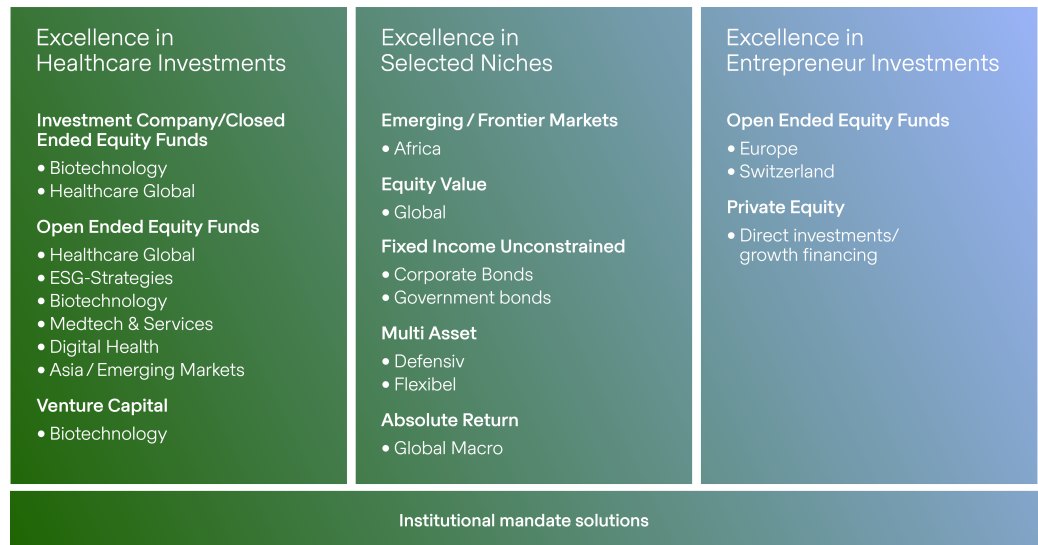 Excellence in
Healthcare Investments
Investment Company/Closed
Ended Equity Funds
• Biotechnology
• Healthcare Global
Open Ended Equity Funds
• Healthcare Global
• ESG-Strategies
• Biotechnology
• Medtech & Services
• Digital Health
• Asia / Emerging Markets
Venture Capital
• Biotechnology
Excellence in
Selected Niches
Emerging / Frontier Markets
• Africa
Equity Value
• Global
Fixed Income Unconstrained
• Corporate Bonds
• Government bonds
Multi Asset
• Defensiv
• Flexibel
Absolute Return
• Global Macro
Excellence in
Entrepreneur Investments
Open Ended Equity Funds
• Europe
• Switzerland
Private Equity
• Direct investments/
growth financing
Institutional mandate solutions